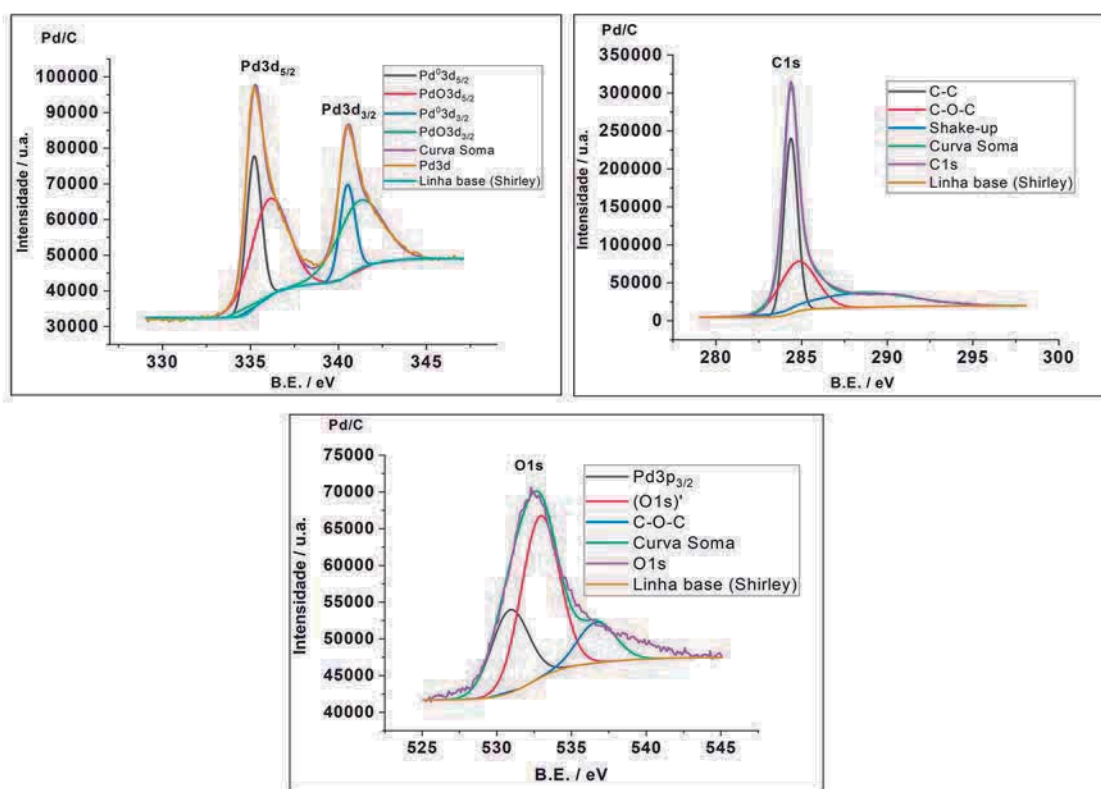 Pd/C
Pd3d5/2
Pd3d3/2
Pd⁰3d5/2
PdO3d5/2
Pd⁰3d3/2
PdO3d3/2
Curva Soma
Pd3d
Linha base (Shirley)
Intensidade / u.a.
100000
90000
80000
70000
60000
50000
40000
30000
330 335 340 345
B.E. / eV
Pd/C
C1s
C-C
C-O-C
Shake-up
Curva Soma
C1s
Linha base (Shirley)
Intensidade / u.a.
350000
300000
250000
200000
150000
100000
50000
0
280 285 290 295 300
B.E. / eV
Pd/C
O1s
Pd3p3/2
(O1s)'
C-O-C
Curva Soma
O1s
Linha base (Shirley)
Intensidade / u.a.
75000
70000
65000
60000
55000
50000
45000
40000
525 530 535 540 545
B.E. / eV